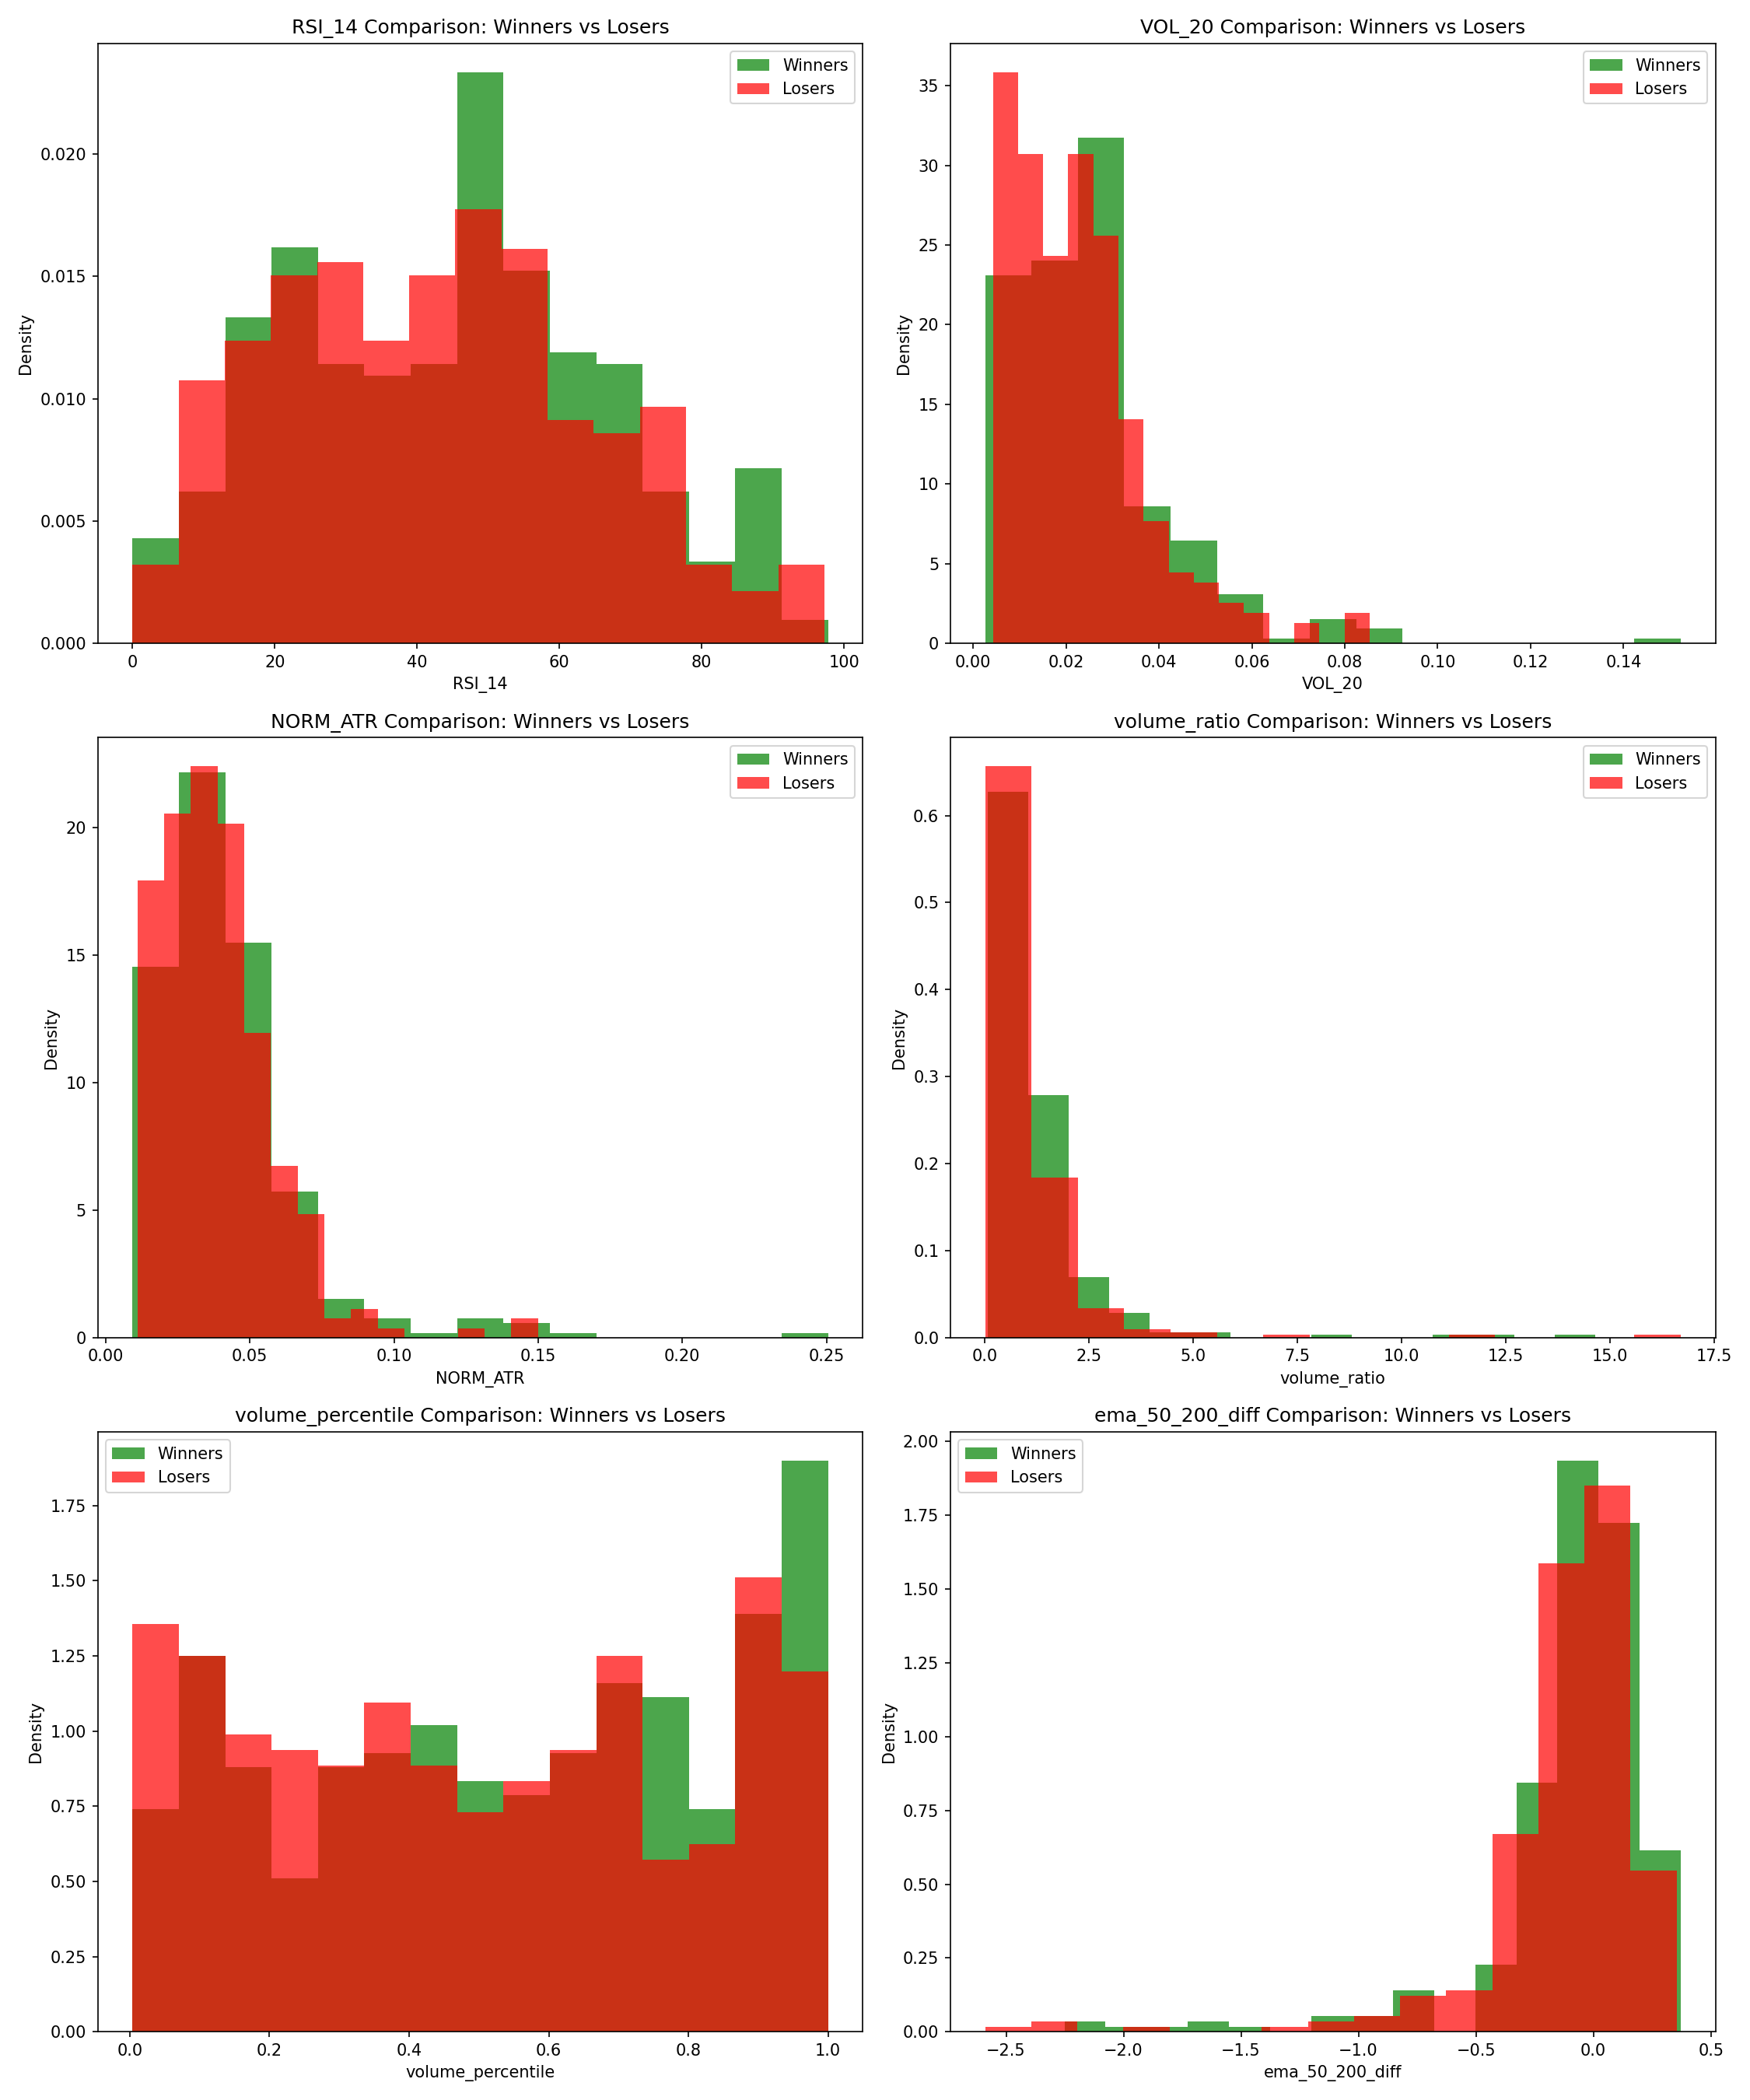 RSI_14 Comparison: Winners vs Losers
Winners
Losers
Density
0.020
0.015
0.010
0.005
0.000
0 20 40 60 80 100
RSI_14
VOL_20 Comparison: Winners vs Losers
Winners
Losers
Density
35
30
25
20
15
10
5
0
0.00 0.02 0.04 0.06 0.08 0.10 0.12 0.14
VOL_20
NORM_ATR Comparison: Winners vs Losers
Winners
Losers
Density
20
15
10
5
0
0.00 0.05 0.10 0.15 0.20 0.25
NORM_ATR
volume_ratio Comparison: Winners vs Losers
Winners
Losers
Density
0.6
0.5
0.4
0.3
0.2
0.1
0.0
0.0 2.5 5.0 7.5 10.0 12.5 15.0 17.5
volume_ratio
volume_percentile Comparison: Winners vs Losers
Winners
Losers
Density
1.75
1.50
1.25
1.00
0.75
0.50
0.25
0.00
0.0 0.2 0.4 0.6 0.8 1.0
volume_percentile
ema_50_200_diff Comparison: Winners vs Losers
Winners
Losers
Density
2.00
1.75
1.50
1.25
1.00
0.75
0.50
0.25
0.00
−2.5 −2.0 −1.5 −1.0 −0.5 0.0 0.5
ema_50_200_diff